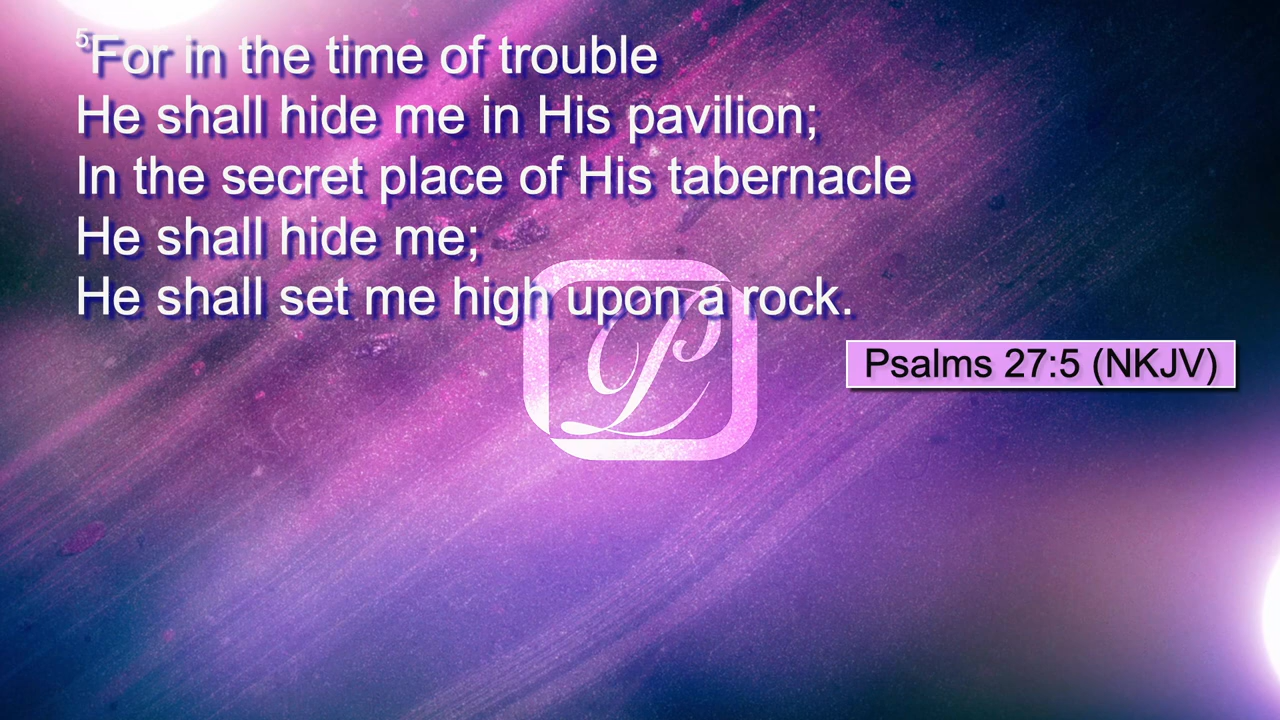 5For in the time of trouble
He shall hide me in His pavilion;
In the secret place of His tabernacle
He shall hide me;
He shall set me high upon a rock.
Psalms 27:5 (NKJV)